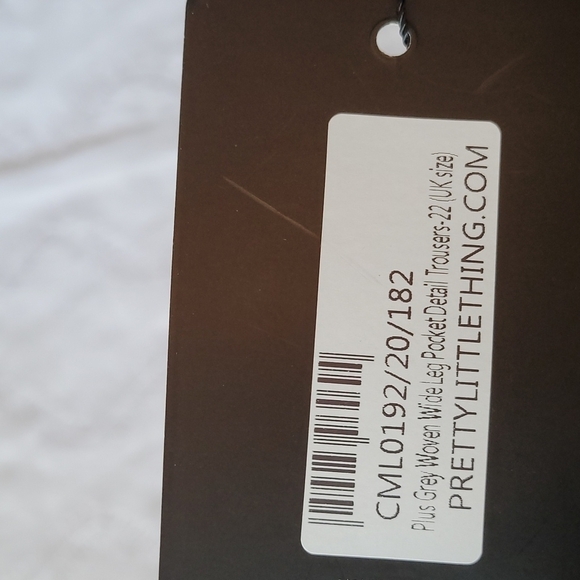 CML0192/20/182
Plus Grey Woven Wide Leg Pocket Detail Trousers-22 (UK size)
PRETTYLITTLETHING.COM